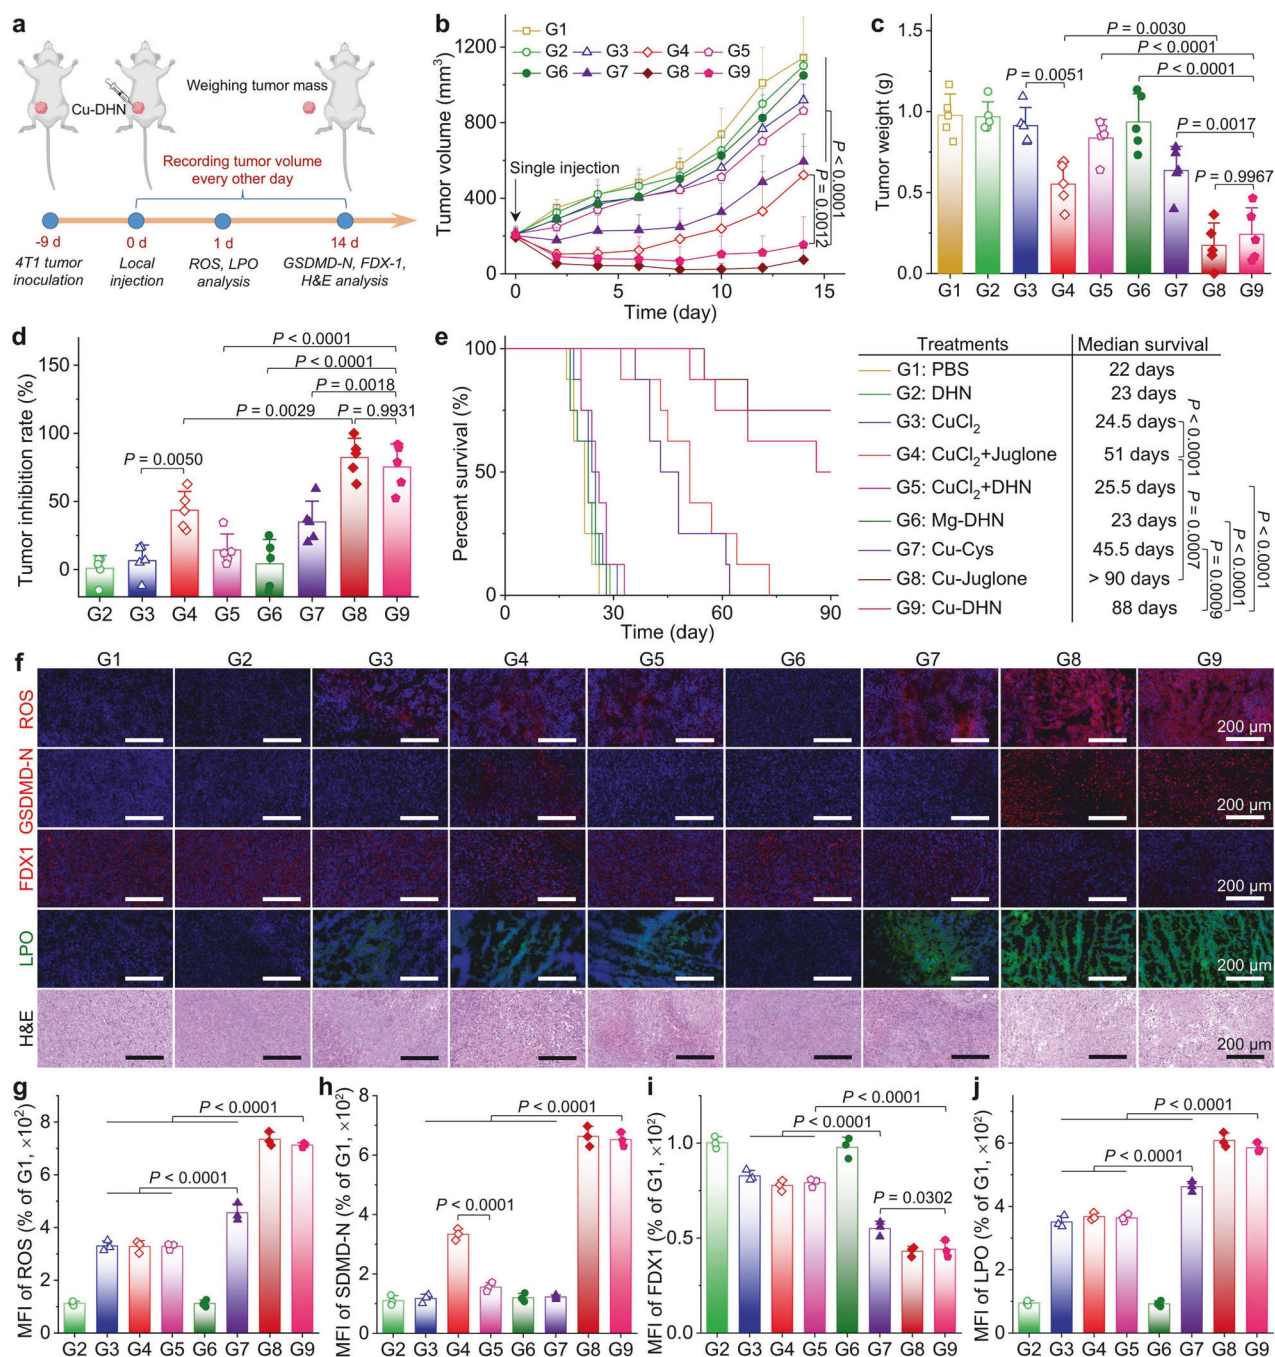 a
Cu-DHN
Weighing tumor mass
Recording tumor volume
every other day
-9 d
0 d
1 d
14 d
4T1 tumor
inoculation
Local
injection
ROS, LPO
analysis
GSDMD-N, FDX-1,
H&E analysis
b
Tumor volume (mm³)
1200
800
400
0
G1
G2
G3
G4
G5
G6
G7
G8
G9
Single injection
P < 0.0001
P = 0.0012
0
5
10
15
Time (day)
c
Tumor weight (g)
1.5
1.0
0.5
0.0
P = 0.0030
P < 0.0001
P = 0.0051
P < 0.0001
P = 0.0017
P = 0.9967
G1 G2 G3 G4 G5 G6 G7 G8 G9
d
Tumor inhibition rate (%)
150
100
50
0
P < 0.0001
P < 0.0001
P = 0.0018
P = 0.0029
P = 0.9931
P = 0.0050
G2 G3 G4 G5 G6 G7 G8 G9
e
Percent survival (%)
100
50
0
0
30
60
90
Time (day)
Treatments
Median survival
G1: PBS
22 days
G2: DHN
23 days
G3: CuCl₂
24.5 days
G4: CuCl₂+Juglone
51 days
G5: CuCl₂+DHN
25.5 days
G6: Mg-DHN
23 days
G7: Cu-Cys
45.5 days
G8: Cu-Juglone
> 90 days
G9: Cu-DHN
88 days
P < 0.0001
P = 0.0007
P = 0.0009
P < 0.0001
P < 0.0001
f
G1 G2 G3 G4 G5 G6 G7 G8 G9
ROS
200 µm
GSDMD-N
200 µm
FDX1
200 µm
LPO
200 µm
H&E
200 µm
g
MFI of ROS (% of G1, ×10²)
8
6
4
2
0
P < 0.0001
P < 0.0001
G2 G3 G4 G5 G6 G7 G8 G9
h
MFI of SDMD-N (% of G1, ×10²)
8
6
4
2
0
P < 0.0001
P < 0.0001
G2 G3 G4 G5 G6 G7 G8 G9
i
MFI of FDX1 (% of G1, ×10²)
1.0
0.5
0.0
P < 0.0001
P < 0.0001
P = 0.0302
G2 G3 G4 G5 G6 G7 G8 G9
j
MFI of LPO (% of G1, ×10²)
6
4
2
0
P < 0.0001
P < 0.0001
G2 G3 G4 G5 G6 G7 G8 G9